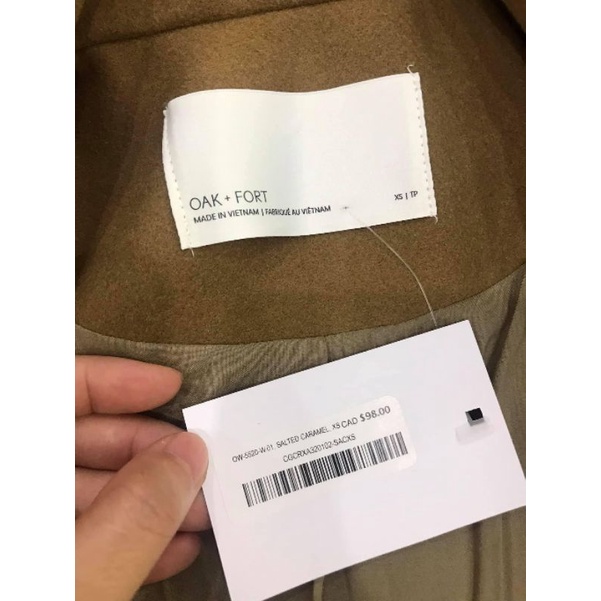 OAK + FORT
MADE IN VIETNAM | FABRIQUÉ AU VIÊTNAM
XS | TP
OW-5520-W-01 SALTED CARAMEL XS CAD $98.00
CGCRXA320102-SACXS